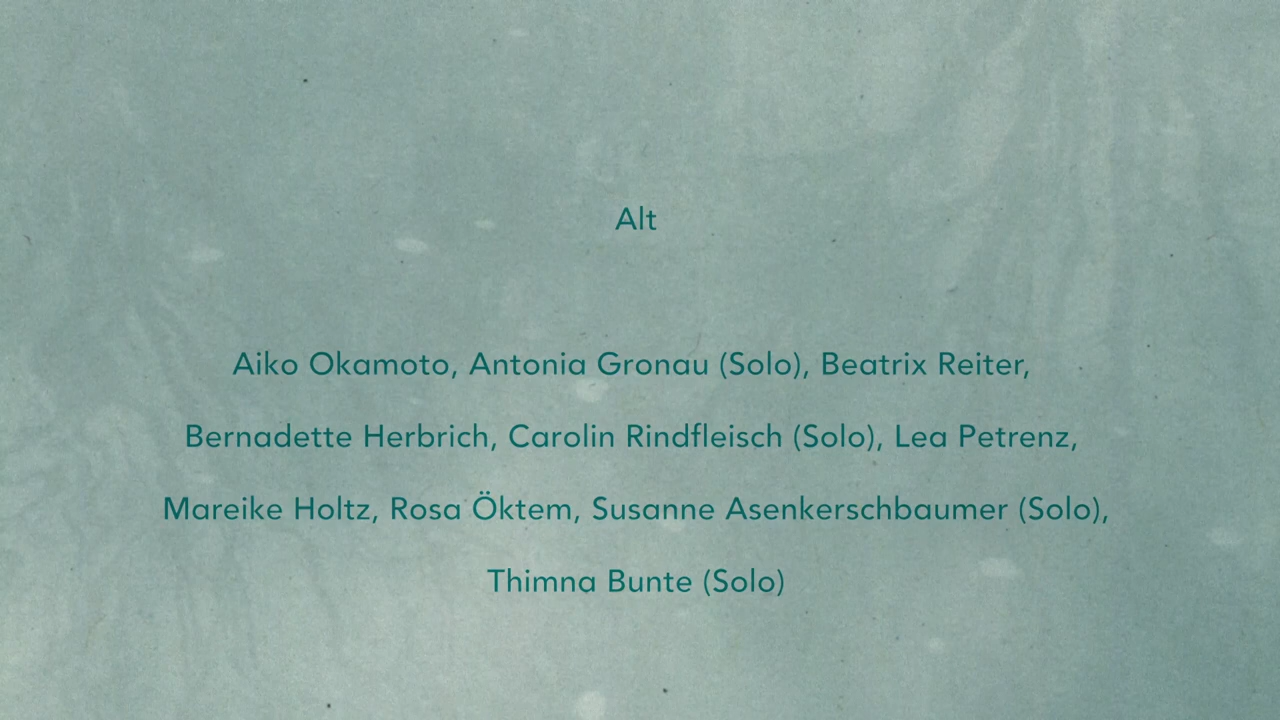 Alt
Aiko Okamoto, Antonia Gronau (Solo), Beatrix Reiter,
Bernadette Herbrich, Carolin Rindfleisch (Solo), Lea Petrenz,
Mareike Holtz, Rosa Öktem, Susanne Asenkerschbaumer (Solo),
Thimna Bunte (Solo)